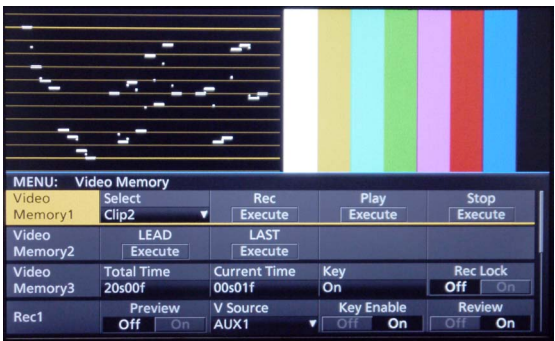 MENU: Video Memory
Video Memory1
Select
Clip2
Rec
Execute
Play
Execute
Stop
Execute
Video Memory2
LEAD
Execute
LAST
Execute
Video Memory3
Total Time
20s00f
Current Time
00s01f
Key
On
Rec Lock
Off On
Rec1
Preview
Off On
V Source
AUX1
Key Enable
Off On
Review
Off On